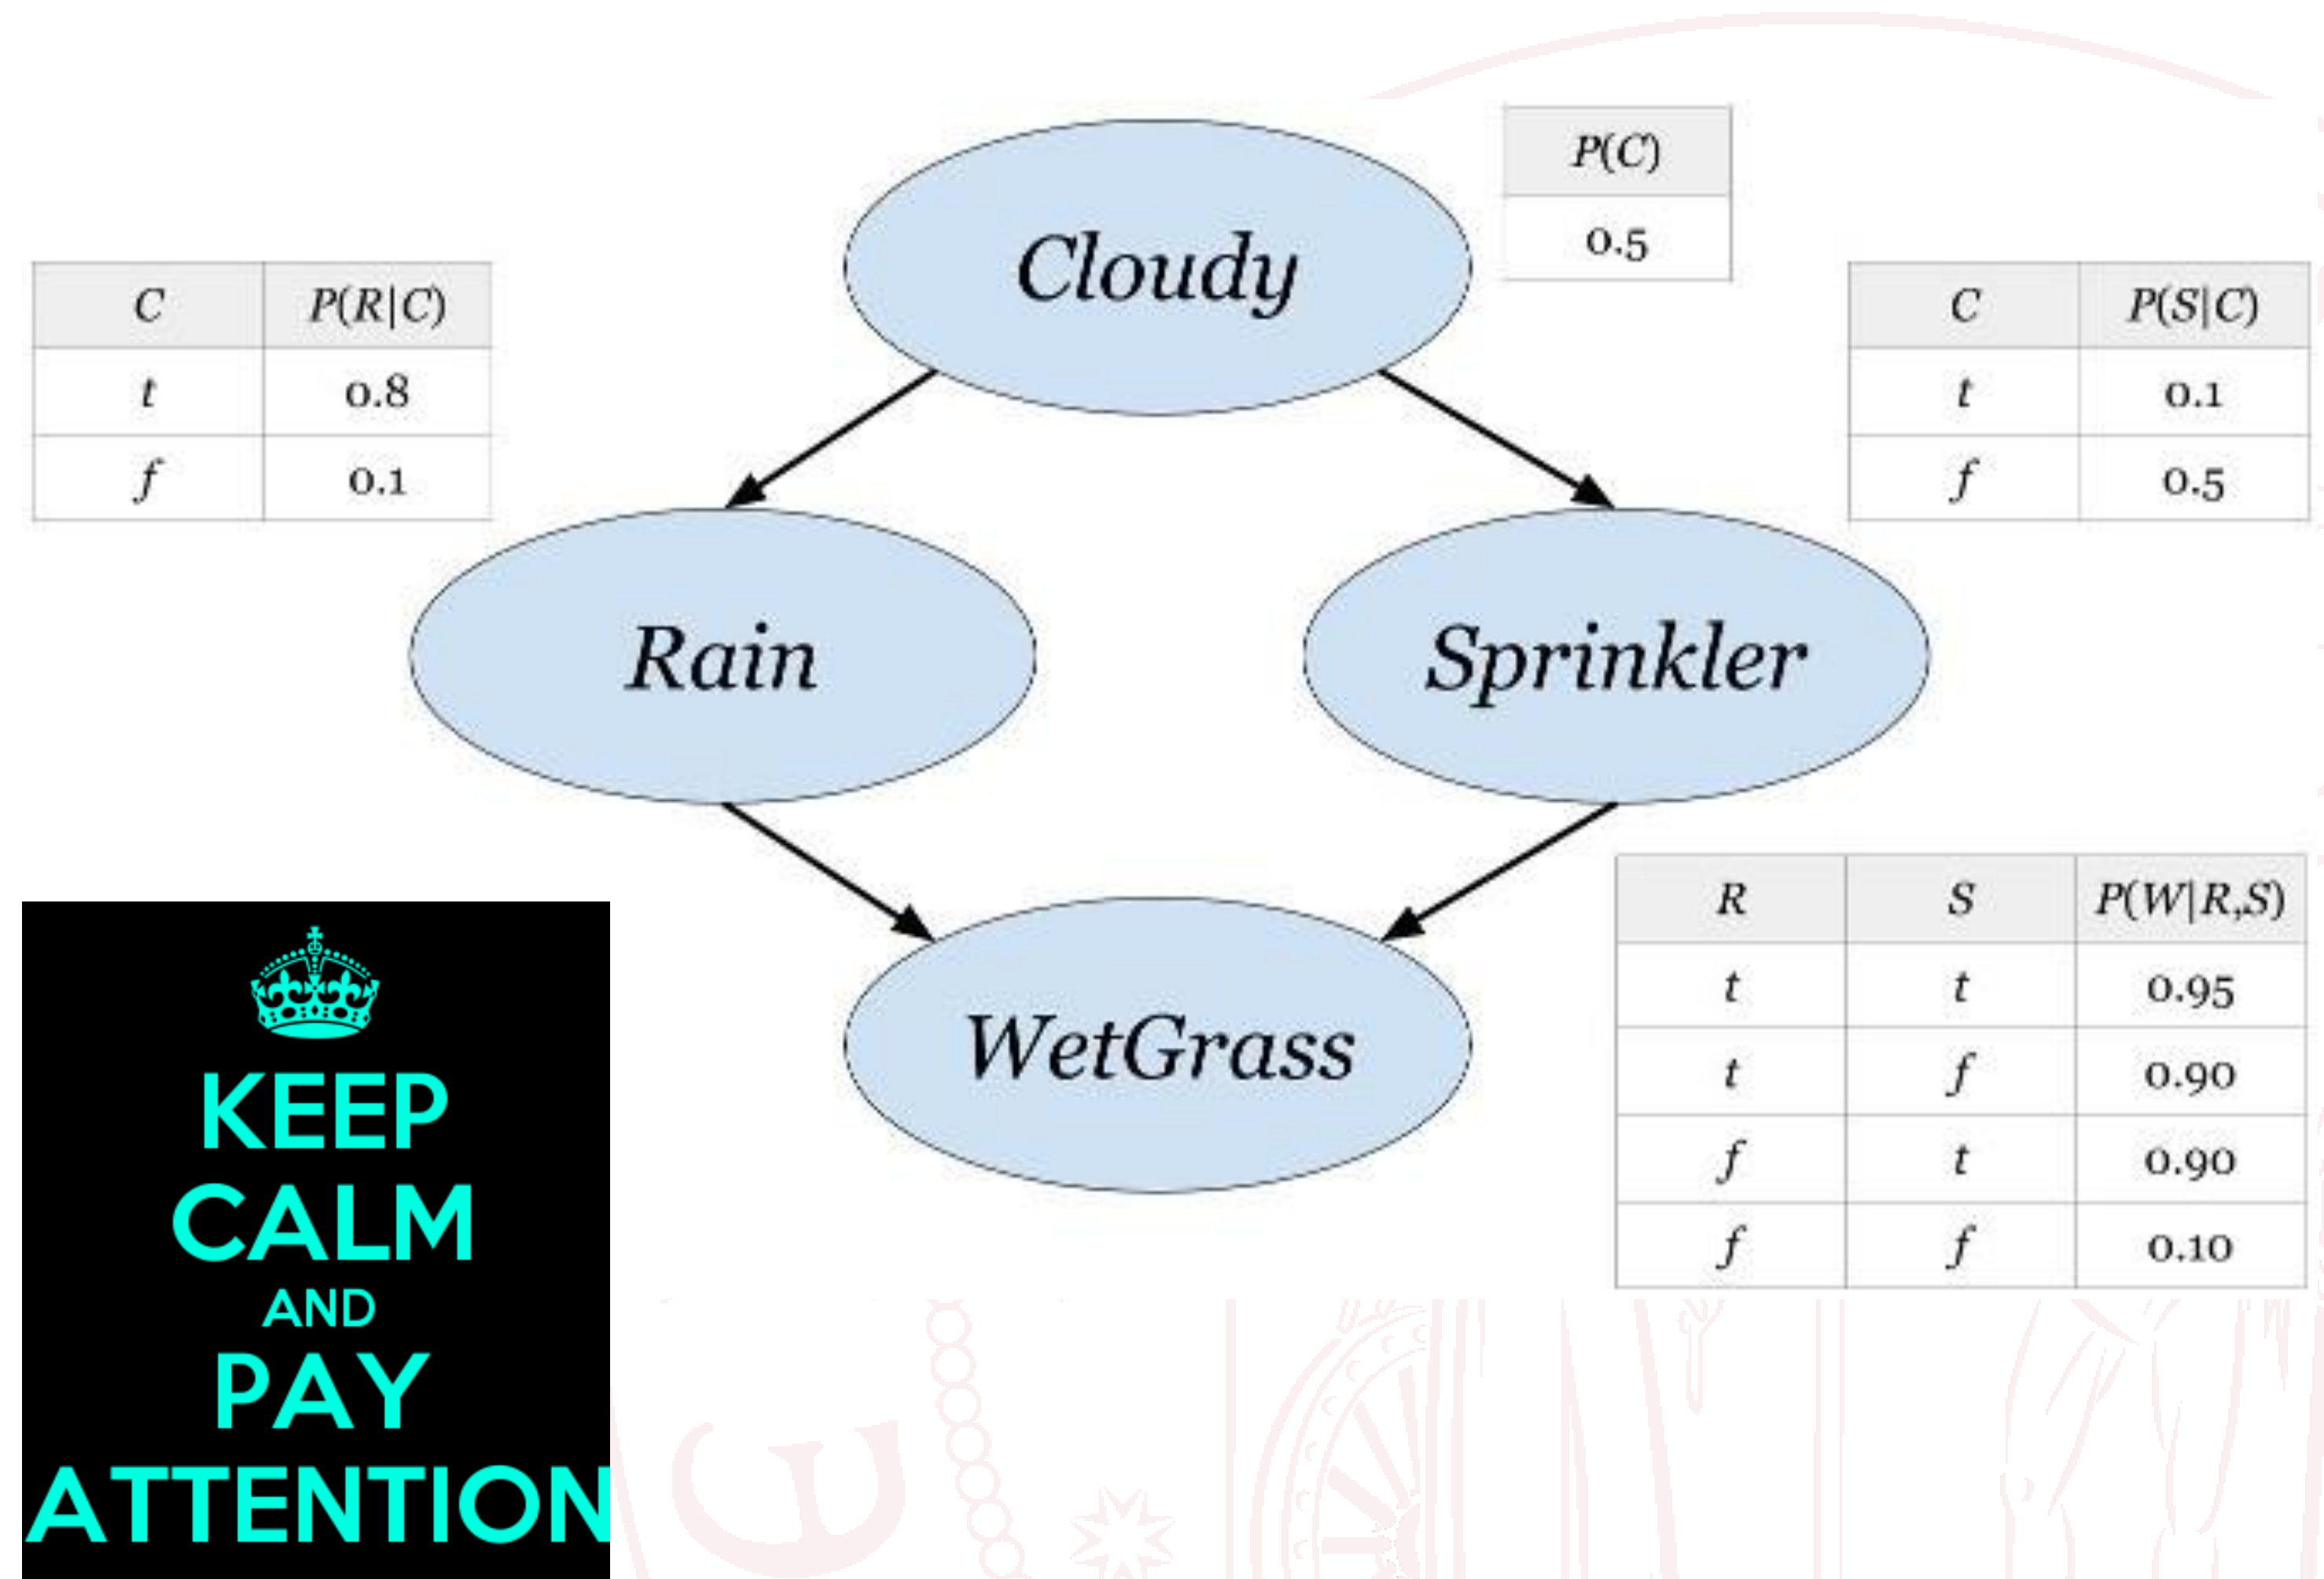 Cloudy
P(C)
0.5
C P(R|C)
t 0.8
f 0.1
C P(S|C)
t 0.1
f 0.5
Rain
Sprinkler
WetGrass
R S P(W|R,S)
t t 0.95
t f 0.90
f t 0.90
f f 0.10
KEEP
CALM
AND
PAY
ATTENTION